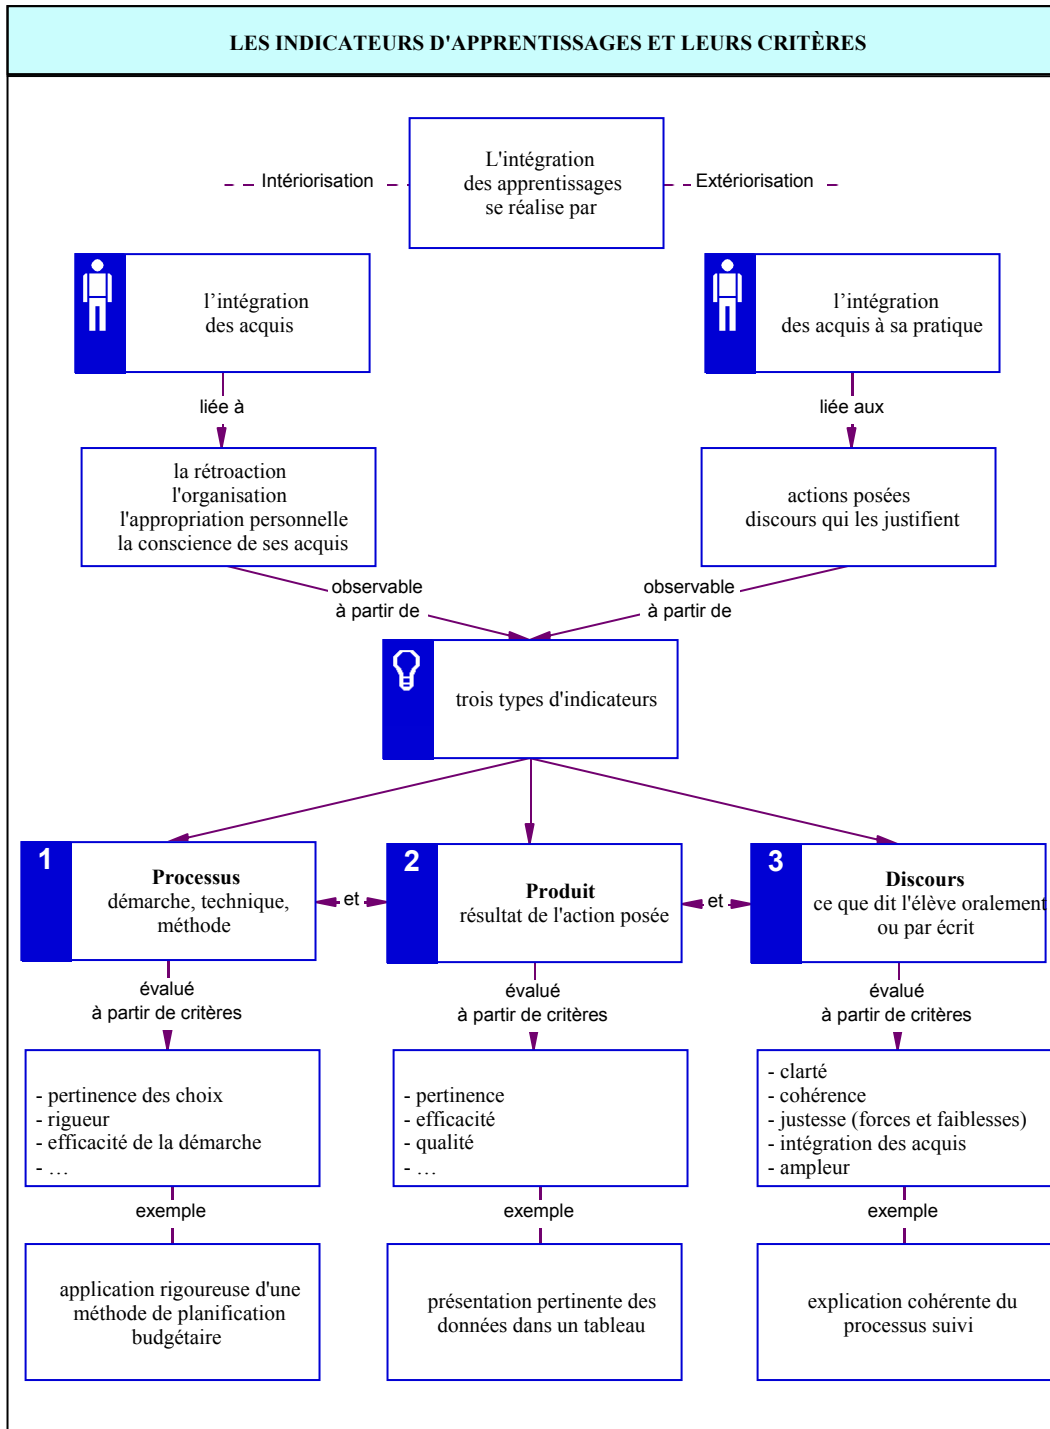 LES INDICATEURS D'APPRENTISSAGES ET LEURS CRITÈRES
L'intégration
des apprentissages
se réalise par
Intériorisation
Extériorisation
l’intégration
des acquis
l’intégration
des acquis à sa pratique
liée à
liée aux
la rétroaction
l'organisation
l'appropriation personnelle
la conscience de ses acquis
actions posées
discours qui les justifient
observable
à partir de
observable
à partir de
trois types d'indicateurs
1
Processus
démarche, technique,
méthode
et
2
Produit
résultat de l'action posée
et
3
Discours
ce que dit l'élève oralement
ou par écrit
évalué
à partir de critères
évalué
à partir de critères
évalué
à partir de critères
- pertinence des choix
- rigueur
- efficacité de la démarche
- …
- pertinence
- efficacité
- qualité
- …
- clarté
- cohérence
- justesse (forces et faiblesses)
- intégration des acquis
- ampleur
exemple
exemple
exemple
application rigoureuse d'une
méthode de planification
budgétaire
présentation pertinente des
données dans un tableau
explication cohérente du
processus suivi